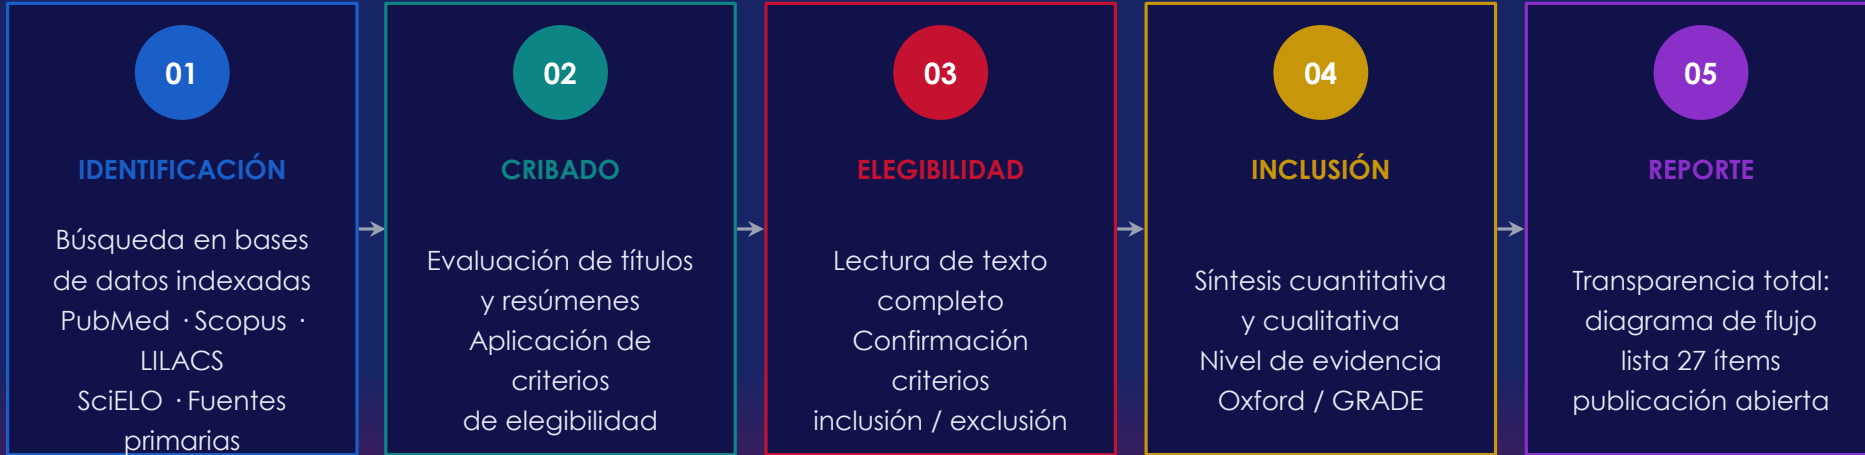 01
IDENTIFICACIÓN
Búsqueda en bases
de datos indexadas
PubMed · Scopus ·
LILACS
SciELO · Fuentes
primarias
02
CRIBADO
Evaluación de títulos
y resúmenes
Aplicación de
criterios
de elegibilidad
03
ELEGIBILIDAD
Lectura de texto
completo
Confirmación
criterios
inclusión / exclusión
04
INCLUSIÓN
Síntesis cuantitativa
y cualitativa
Nivel de evidencia
Oxford / GRADE
05
REPORTE
Transparencia total:
diagrama de flujo
lista 27 ítems
publicación abierta